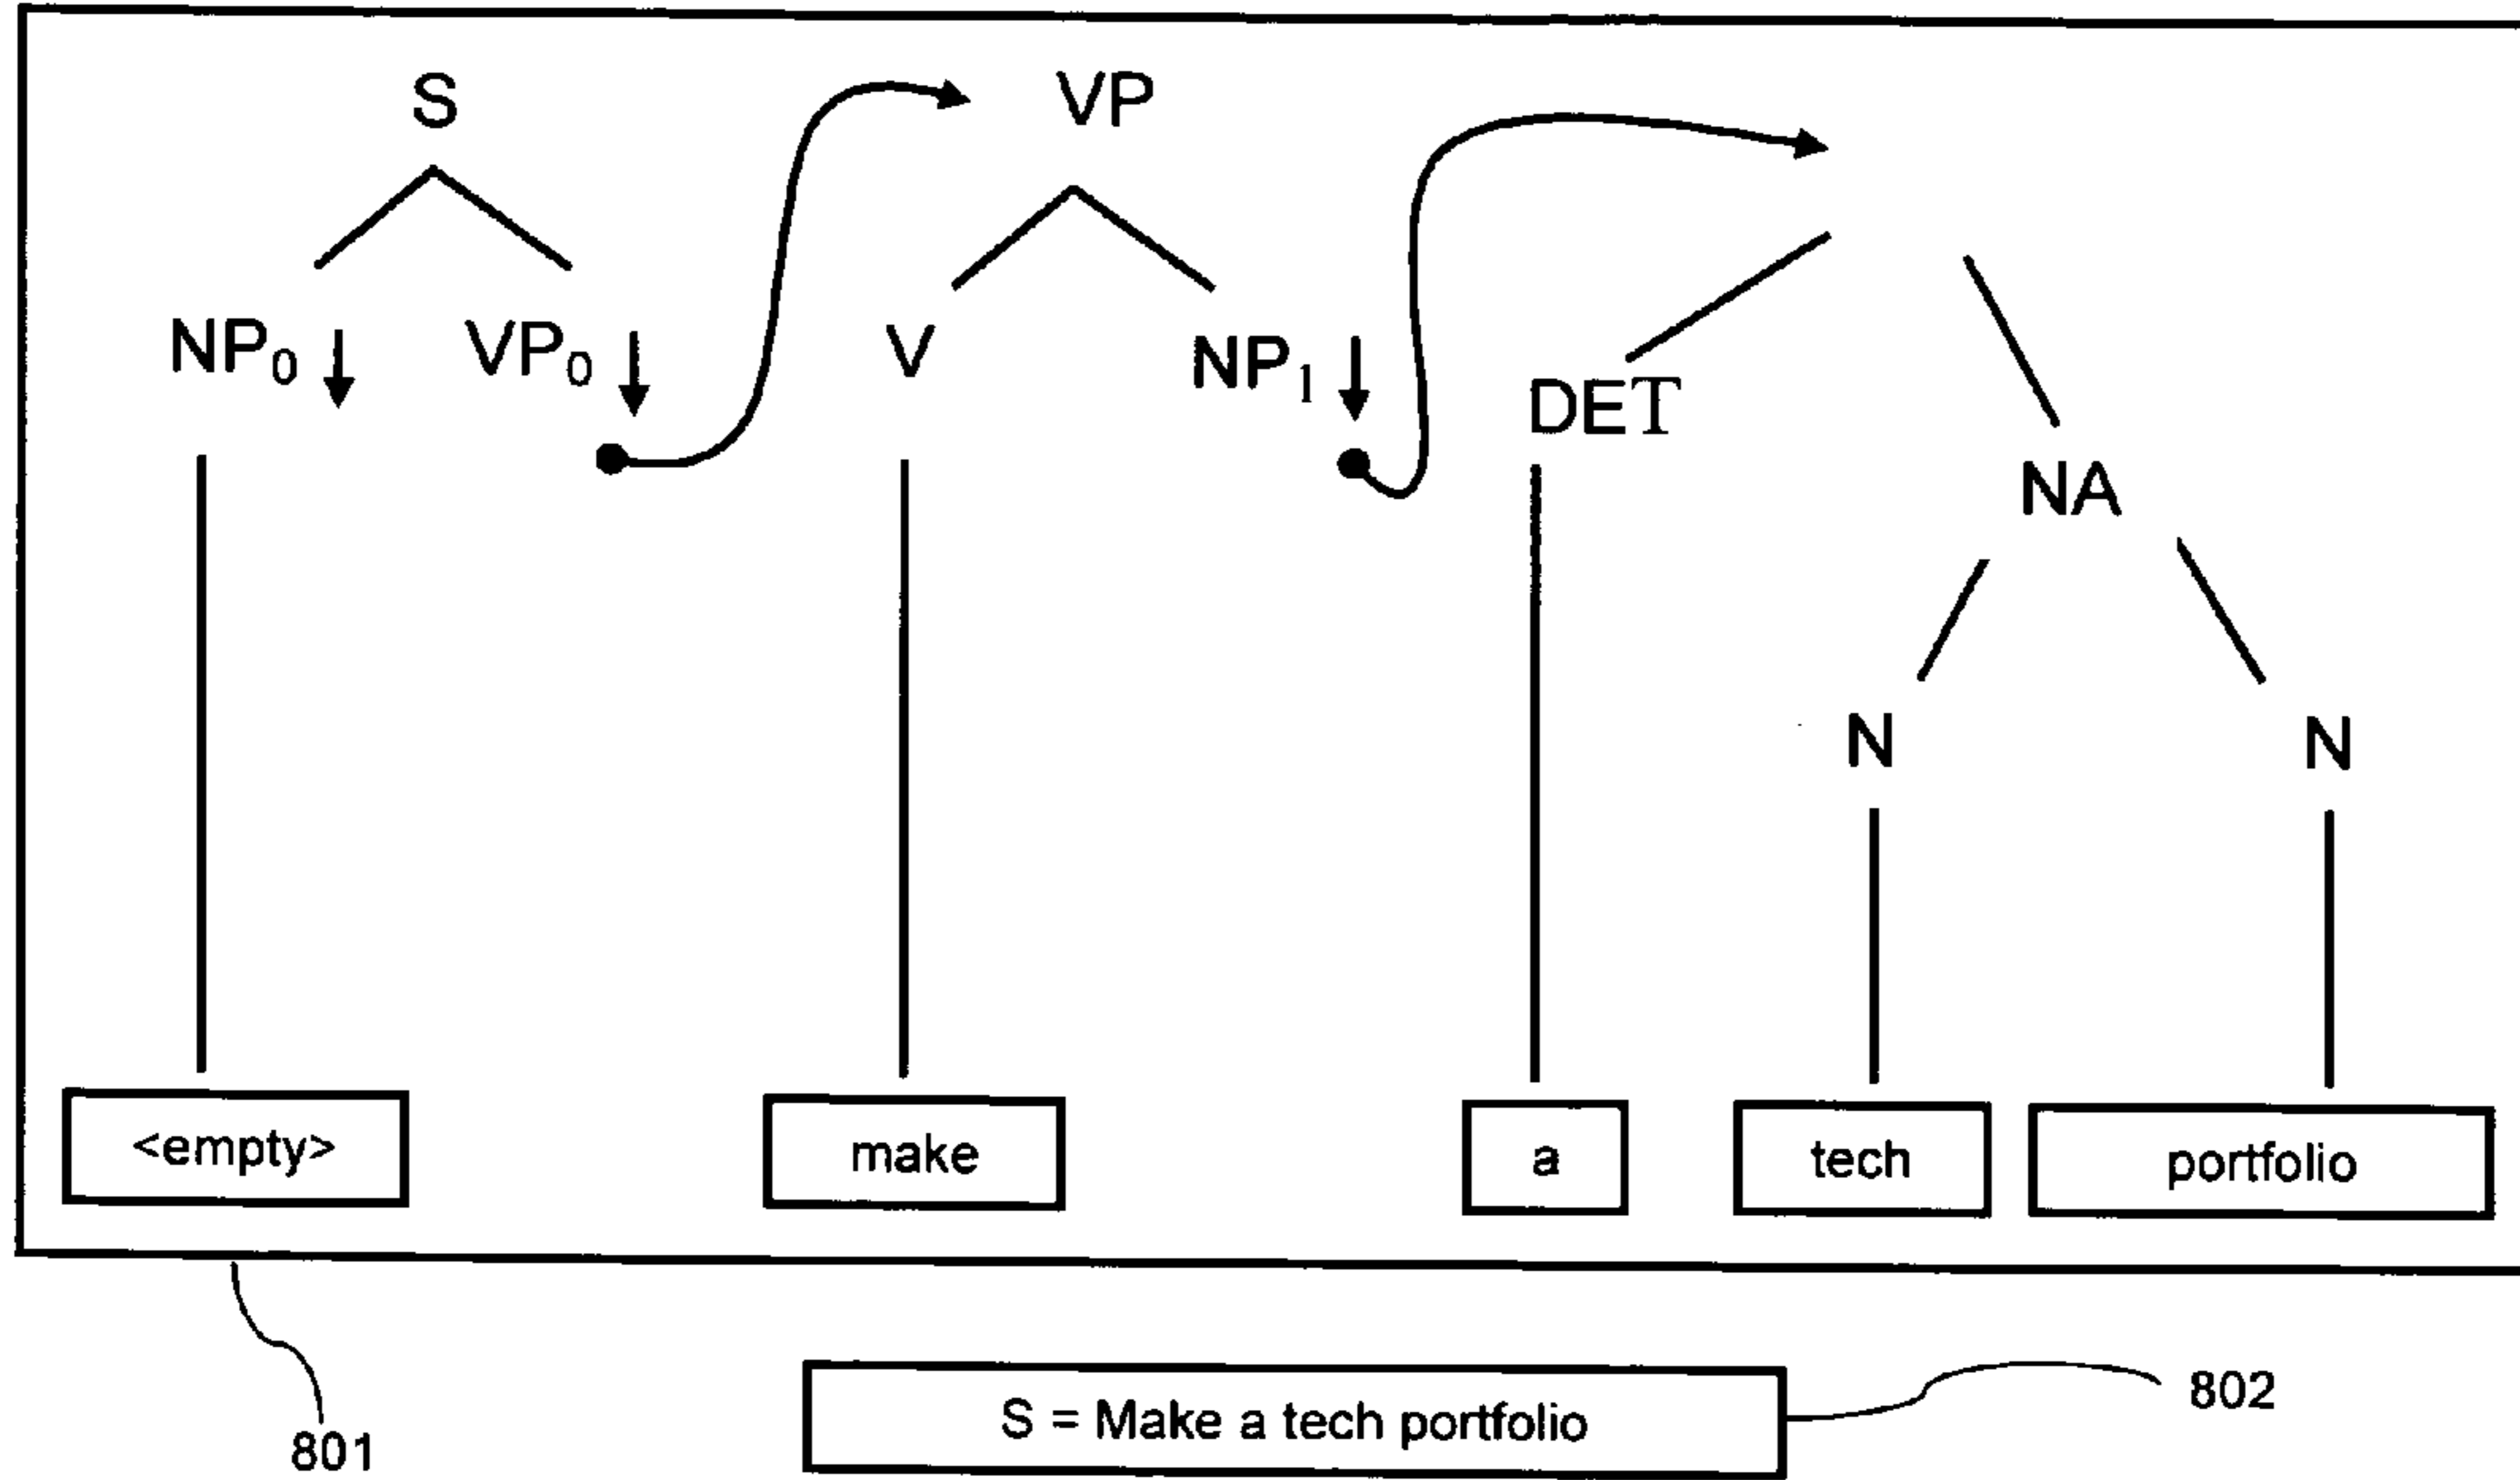 S VP
NP0 ↓ VP0 ↓ V NP1 ↓ DET
NA
N N
<empty> make a tech portfolio
801 S = Make a tech portfolio 802